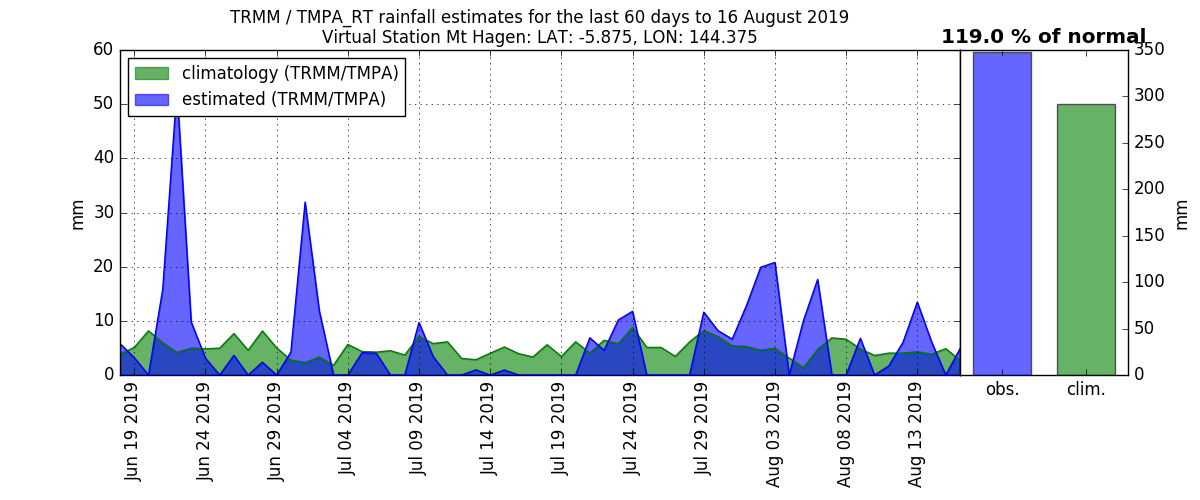 TRMM / TMPA_RT rainfall estimates for the last 60 days to 16 August 2019
Virtual Station Mt Hagen: LAT: -5.875, LON: 144.375
119.0 % of normal
climatology (TRMM/TMPA)
estimated (TRMM/TMPA)
mm
60
50
40
30
20
10
0
Jun 19 2019
Jun 24 2019
Jun 29 2019
Jul 04 2019
Jul 09 2019
Jul 14 2019
Jul 19 2019
Jul 24 2019
Jul 29 2019
Aug 03 2019
Aug 08 2019
Aug 13 2019
obs.
clim.
350
300
250
200
150
100
50
0
mm